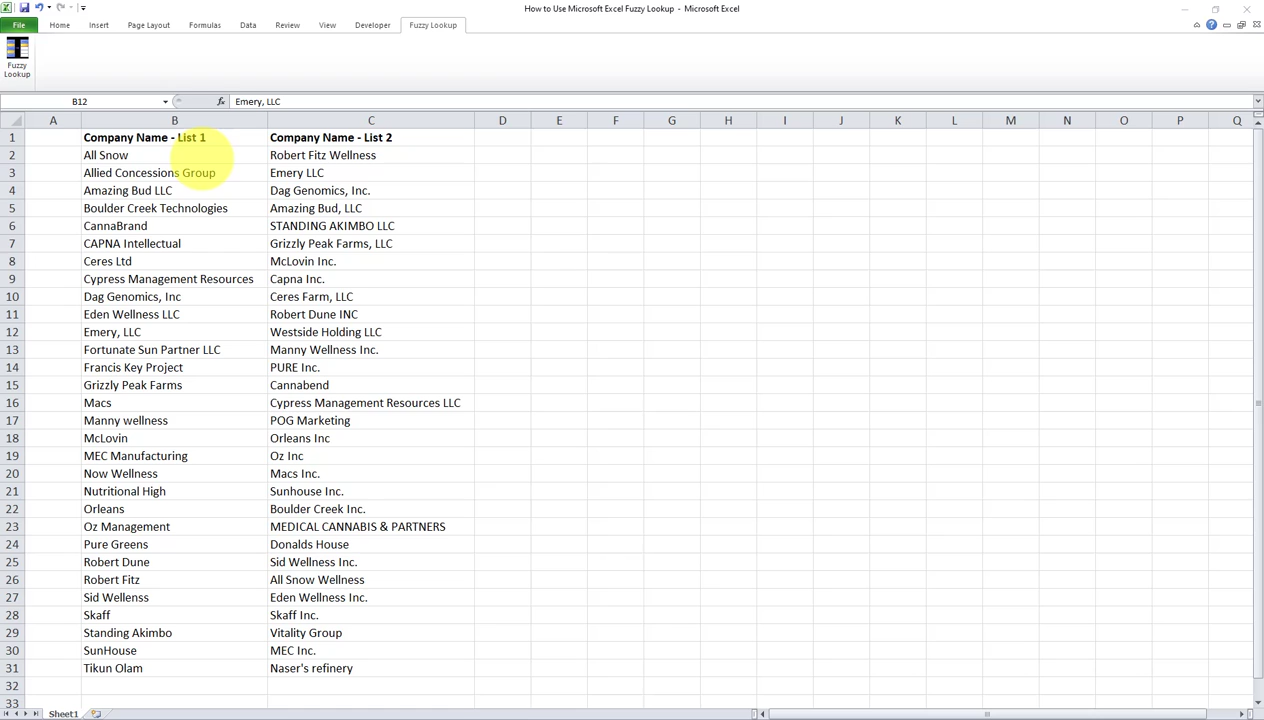 How to Use Microsoft Excel Fuzzy Lookup - Microsoft Excel
File Home Insert Page Layout Formulas Data Review View Developer Fuzzy Lookup
Fuzzy
Lookup
B12 fx Emery, LLC
A B C D E F G H I J K L M N O P Q
1 Company Name - List 1 Company Name - List 2
2 All Snow Robert Fitz Wellness
3 Allied Concessions Group Emery LLC
4 Amazing Bud LLC Dag Genomics, Inc.
5 Boulder Creek Technologies Amazing Bud, LLC
6 CannaBrand STANDING AKIMBO LLC
7 CAPNA Intellectual Grizzly Peak Farms, LLC
8 Ceres Ltd McLovin Inc.
9 Cypress Management Resources Capna Inc.
10 Dag Genomics, Inc Ceres Farm, LLC
11 Eden Wellness LLC Robert Dune INC
12 Emery, LLC Westside Holding LLC
13 Fortunate Sun Partner LLC Manny Wellness Inc.
14 Francis Key Project PURE Inc.
15 Grizzly Peak Farms Cannabend
16 Macs Cypress Management Resources LLC
17 Manny wellness POG Marketing
18 McLovin Orleans Inc
19 MEC Manufacturing Oz Inc
20 Now Wellness Macs Inc.
21 Nutritional High Sunhouse Inc.
22 Orleans Boulder Creek Inc.
23 Oz Management MEDICAL CANNABIS & PARTNERS
24 Pure Greens Donalds House
25 Robert Dune Sid Wellness Inc.
26 Robert Fitz All Snow Wellness
27 Sid Wellenss Eden Wellness Inc.
28 Skaff Skaff Inc.
29 Standing Akimbo Vitality Group
30 SunHouse MEC Inc.
31 Tikun Olam Naser's refinery
32
33
Sheet1